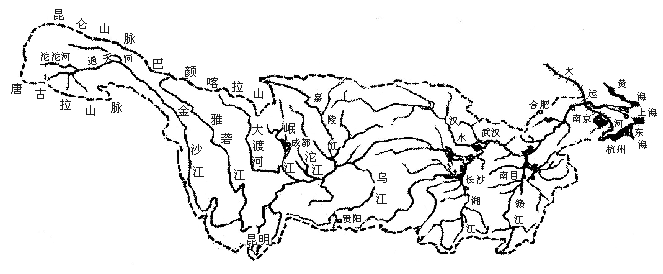 昆仑山脉
沱沱河
通天河
唐古拉山脉
巴颜喀拉山
金沙江
雅砻江
大渡河
岷江
成都
沱江
嘉陵江
乌江
贵阳
昆明
汉水
武汉
长沙
湘江
南昌
赣江
合肥
南京
大运河
黄海
上海
东海
杭州